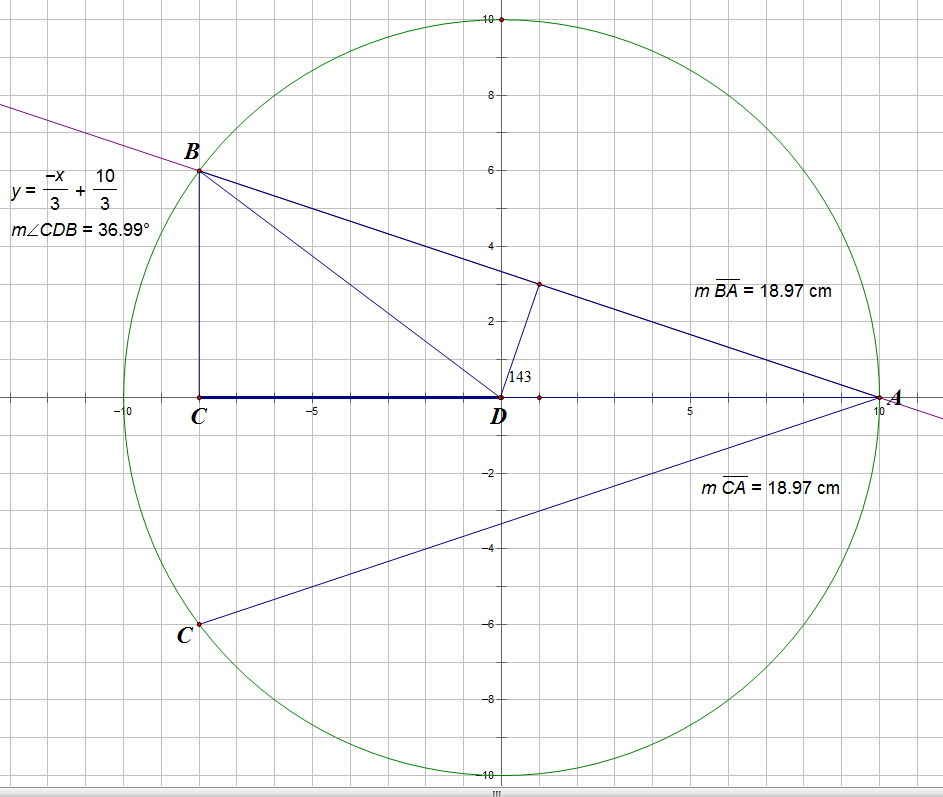 10
8
B
6
y = –x/3 + 10/3
m∠CDB = 36.99°
4
m BA = 18.97 cm
2
143
C
D
A
–10
–5
5
10
–2
m CA = 18.97 cm
–4
C
–6
–8
–10